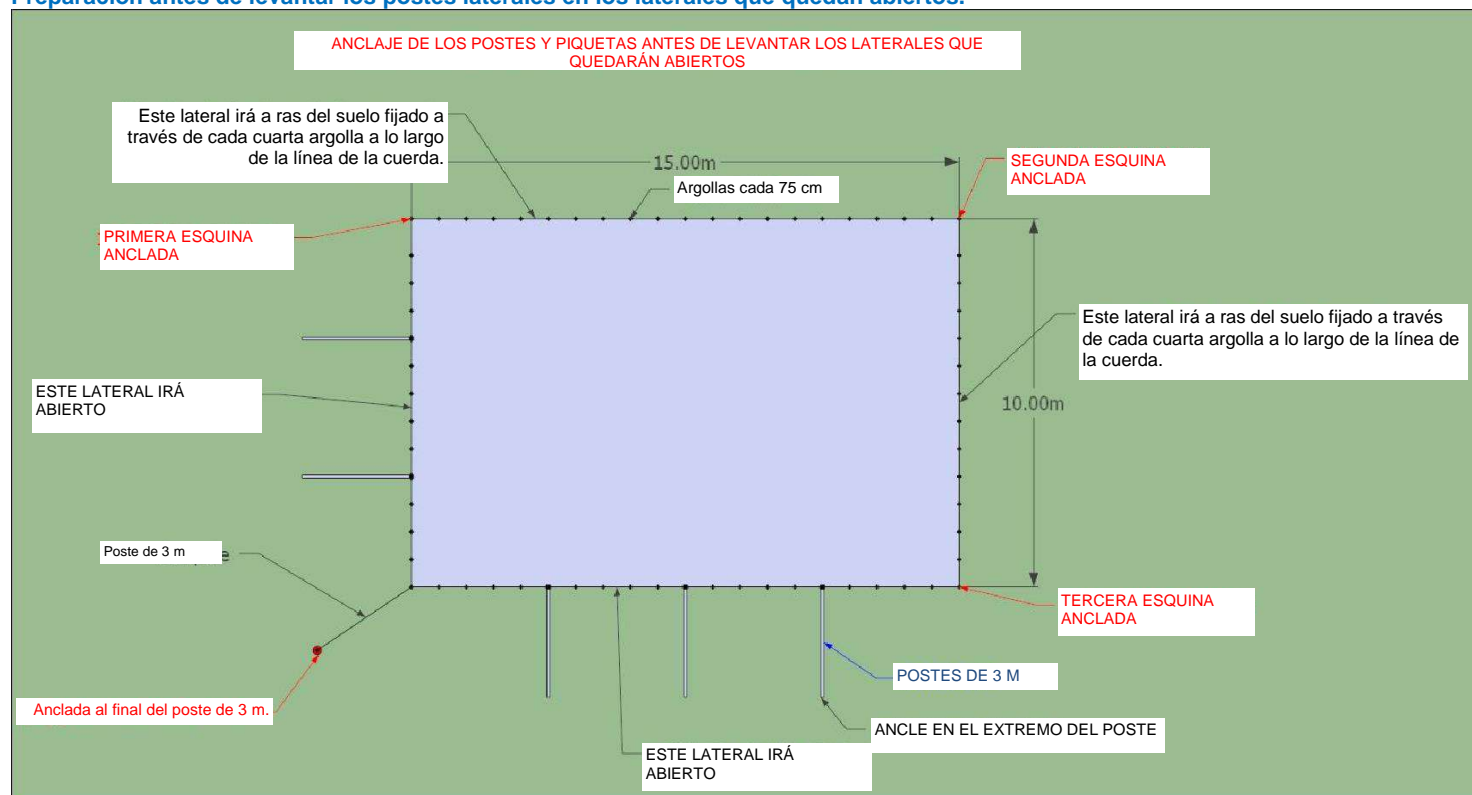 Preparación antes de levantar los postes laterales en los laterales que quedan abiertos.
ANCLAJE DE LOS POSTES Y PIQUETAS ANTES DE LEVANTAR LOS LATERALES QUE
QUEDARÁN ABIERTOS
Este lateral irá a ras del suelo fijado a
través de cada cuarta argolla a lo largo
de la línea de la cuerda.
15.00m
Argollas cada 75 cm
SEGUNDA ESQUINA
ANCLADA
PRIMERA ESQUINA
ANCLADA
Este lateral irá a ras del suelo fijado a través
de cada cuarta argolla a lo largo de la línea de
la cuerda.
ESTE LATERAL IRÁ
ABIERTO
10.00m
Poste de 3 m
TERCERA ESQUINA
ANCLADA
POSTES DE 3 M
Anclada al final del poste de 3 m.
ANCLE EN EL EXTREMO DEL POSTE
ESTE LATERAL IRÁ
ABIERTO